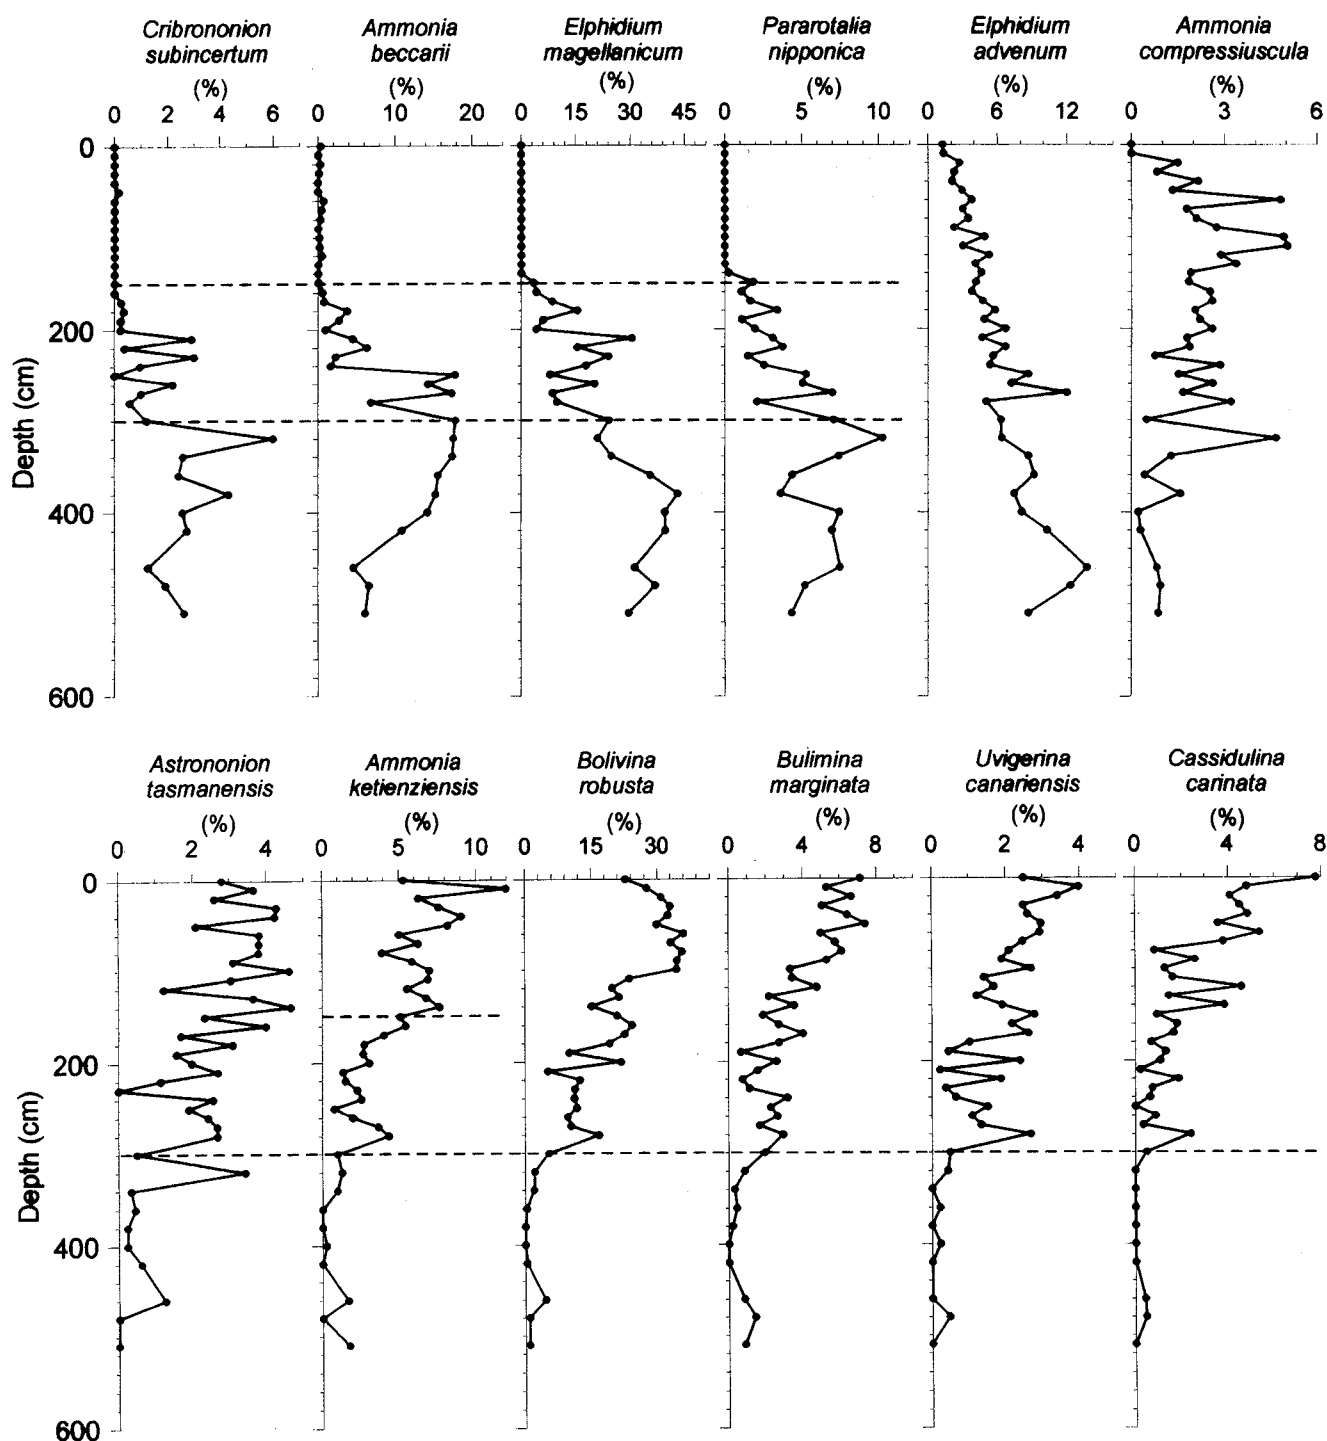 Cribrononion
subincertum
(%)
0 2 4 6
Ammonia
beccarii
(%)
0 10 20
Elphidium
magellanicum
(%)
0 15 30 45
Pararotalia
nipponica
(%)
0 5 10
Elphidium
advenum
(%)
0 6 12
Ammonia
compressiuscula
(%)
0 3 6
0
200
400
600
Depth (cm)
Astrononion
tasmanensis
(%)
0 2 4
Ammonia
ketienziensis
(%)
0 5 10
Bolivina
robusta
(%)
0 15 30
Bulimina
marginata
(%)
0 4 8
Uvigerina
canariensis
(%)
0 2 4
Cassidulina
carinata
(%)
0 4 8
0
200
400
600
Depth (cm)